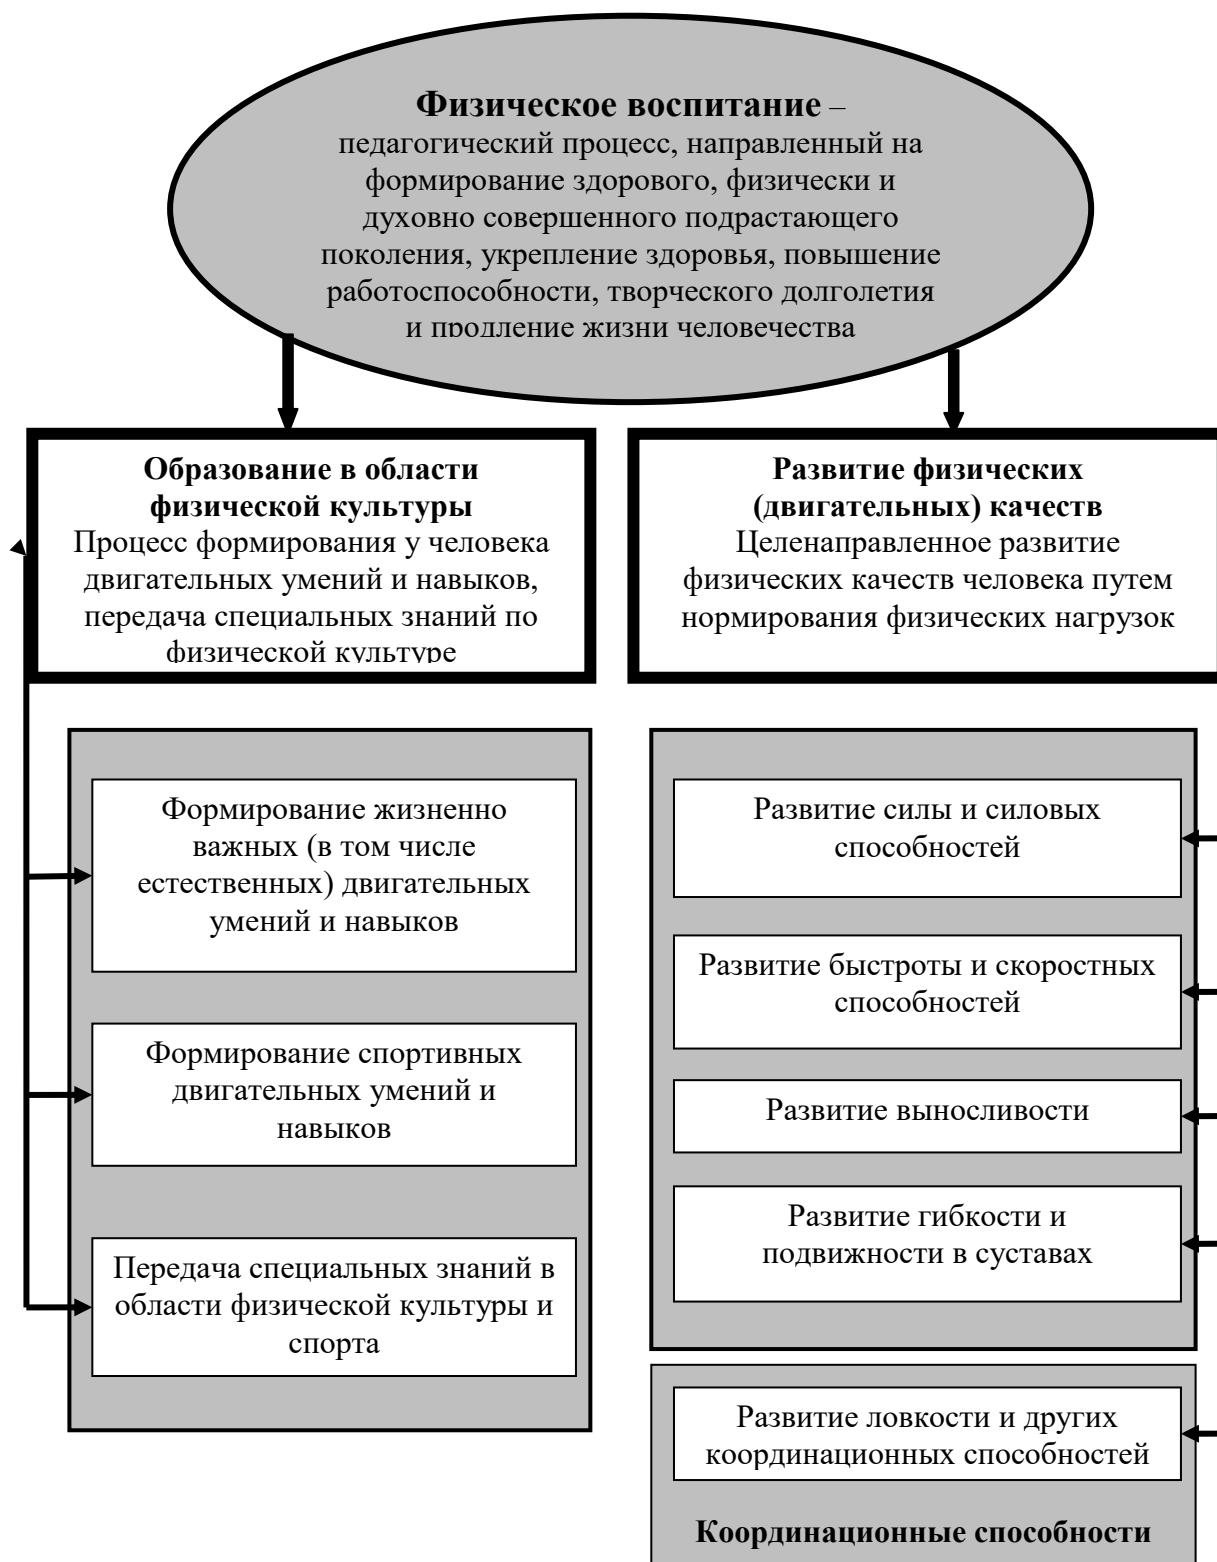 Физическое воспитание –
педагогический процесс, направленный на
формирование здорового, физически и
духовно совершенного подрастающего
поколения, укрепление здоровья, повышение
работоспособности, творческого долголетия
и продление жизни человечества
Образование в области
физической культуры
Процесс формирования у человека
двигательных умений и навыков,
передача специальных знаний по
физической культуре
Развитие физических
(двигательных) качеств
Целенаправленное развитие
физических качеств человека путем
нормирования физических нагрузок
Формирование жизненно
важных (в том числе
естественных) двигательных
умений и навыков
Формирование спортивных
двигательных умений и
навыков
Передача специальных знаний в
области физической культуры и
спорта
Развитие силы и силовых
способностей
Развитие быстроты и скоростных
способностей
Развитие выносливости
Развитие гибкости и
подвижности в суставах
Развитие ловкости и других
координационных способностей
Координационные способности